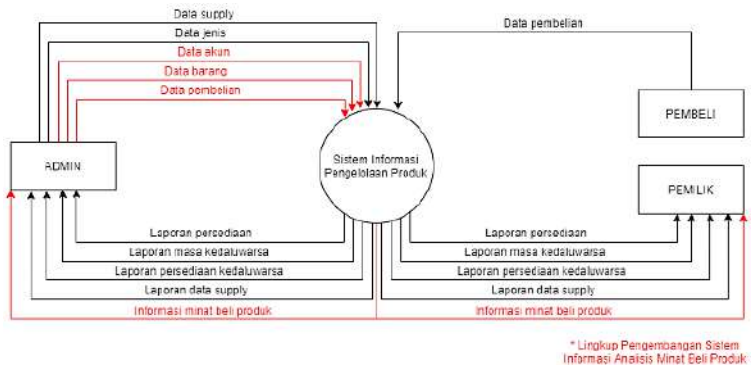 Data supply
Data jenis
Data akun
Data barang
Data pembelian
Data pembelian
ADMIN
Sistem Informasi
Pengelolaan Produk
PEMBELI
PEMILIK
Laporan persediaan
Laporan masa kedaluwarsa
Laporan persediaan kedaluwarsa
Laporan data supply
Informasi minat beli produk
Laporan persediaan
Laporan masa kedaluwarsa
Laporan persediaan kedaluwarsa
Laporan data supply
Informasi minat beli produk
* Lingkup Pengembangan Sistem
Informasi Analisis Minat Beli Produk